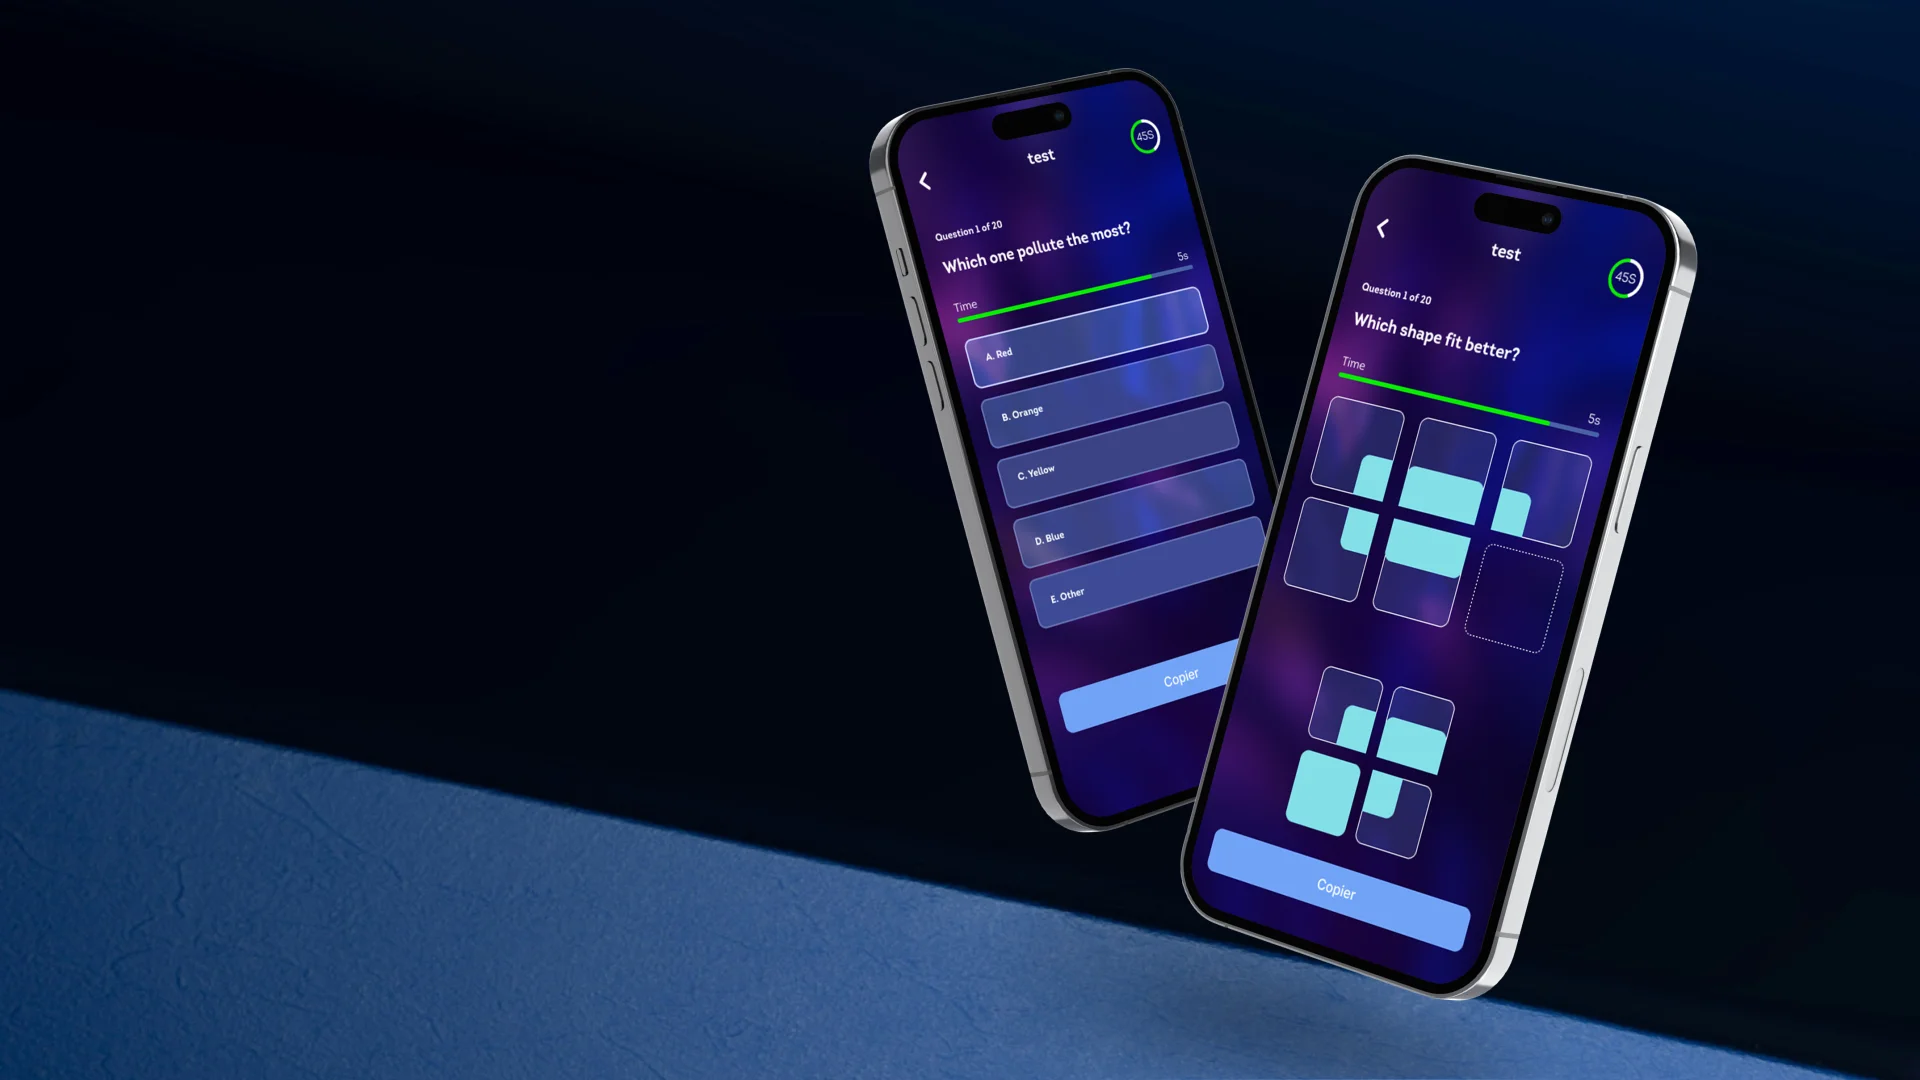 test
45S
Question 1 of 20
Which one pollute the most?
Time
5s
A. Red
B. Orange
C. Yellow
D. Blue
E. Other
Copier
test
45S
Question 1 of 20
Which shape fit better?
Time
5s
Copier